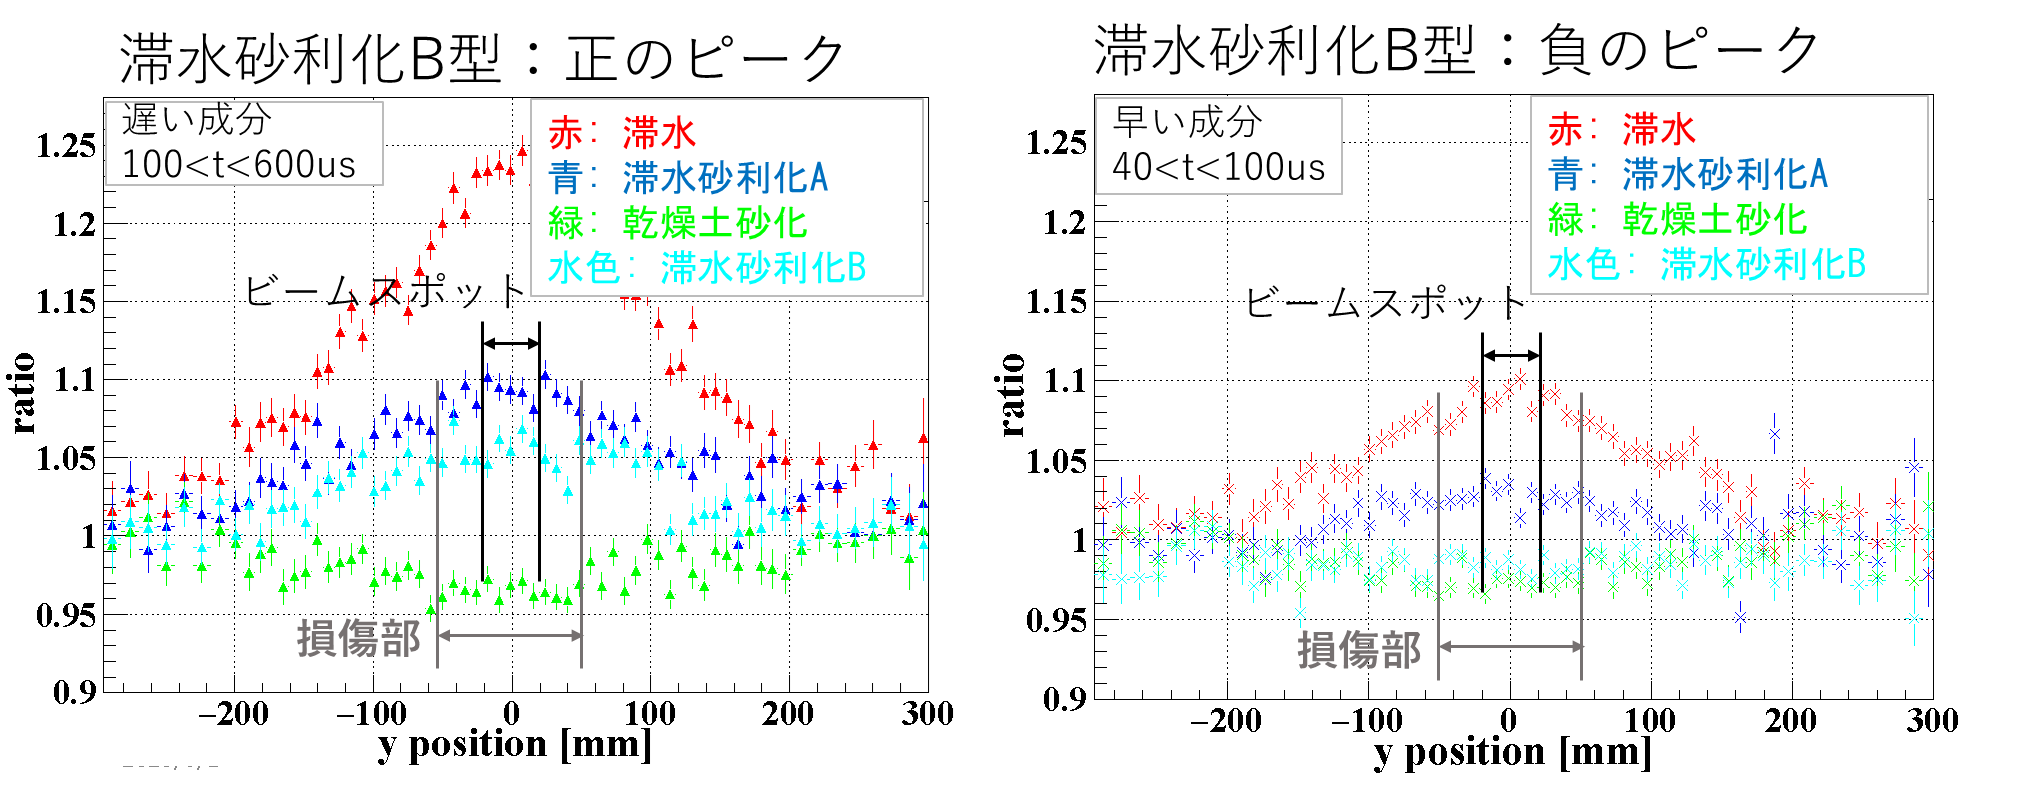 滞水砂利化B型：正のピーク
遅い成分
100<t<600us
赤: 滞水
青: 滞水砂利化A
緑: 乾燥土砂化
水色: 滞水砂利化B
ビームスポット
損傷部
ratio
1.25
1.2
1.15
1.1
1.05
1
0.95
0.9
−200
−100
0
100
200
300
y position [mm]
滞水砂利化B型：負のピーク
早い成分
40<t<100us
赤: 滞水
青: 滞水砂利化A
緑: 乾燥土砂化
水色: 滞水砂利化B
ビームスポット
損傷部
ratio
1.25
1.2
1.15
1.1
1.05
1
0.95
0.9
−200
−100
0
100
200
300
y position [mm]